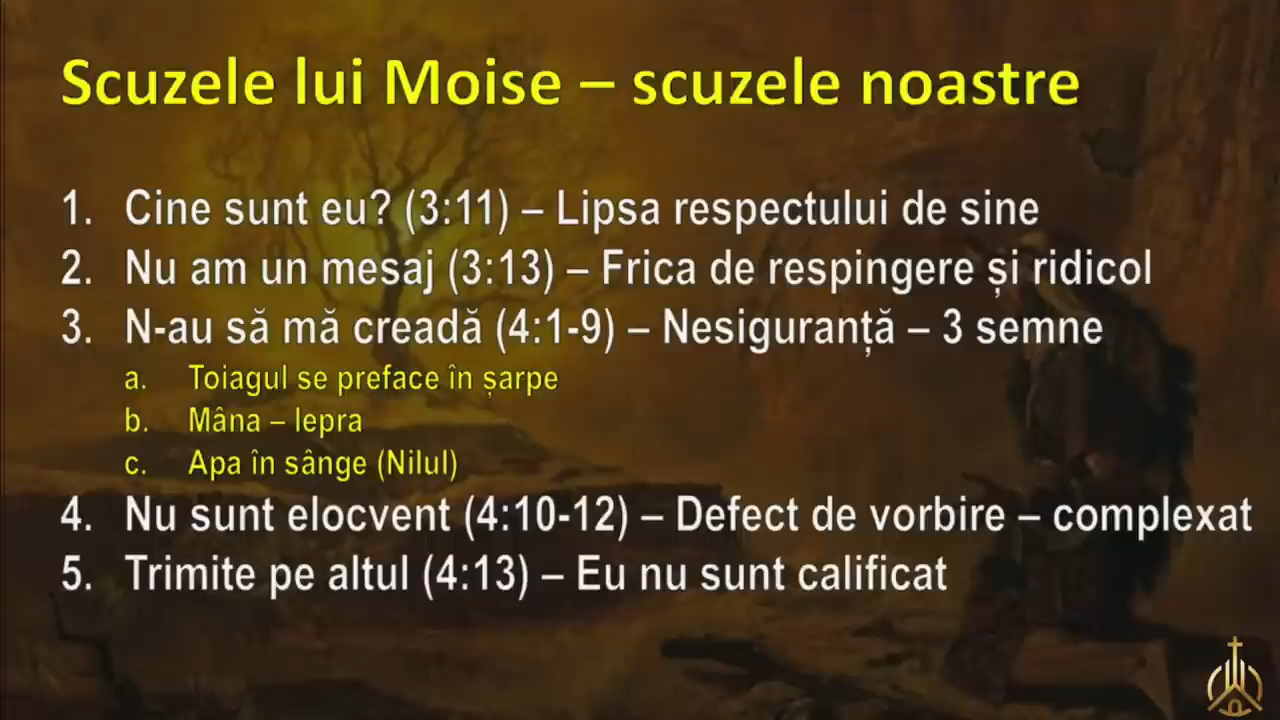 Scuzele lui Moise – scuzele noastre
1. Cine sunt eu? (3:11) – Lipsa respectului de sine
2. Nu am un mesaj (3:13) – Frica de respingere și ridicol
3. N-au să mă creadă (4:1-9) – Nesiguranță – 3 semne
a. Toiagul se preface în șarpe
b. Mâna – lepra
c. Apa în sânge (Nilul)
4. Nu sunt elocvent (4:10-12) – Defect de vorbire – complexat
5. Trimite pe altul (4:13) – Eu nu sunt calificat